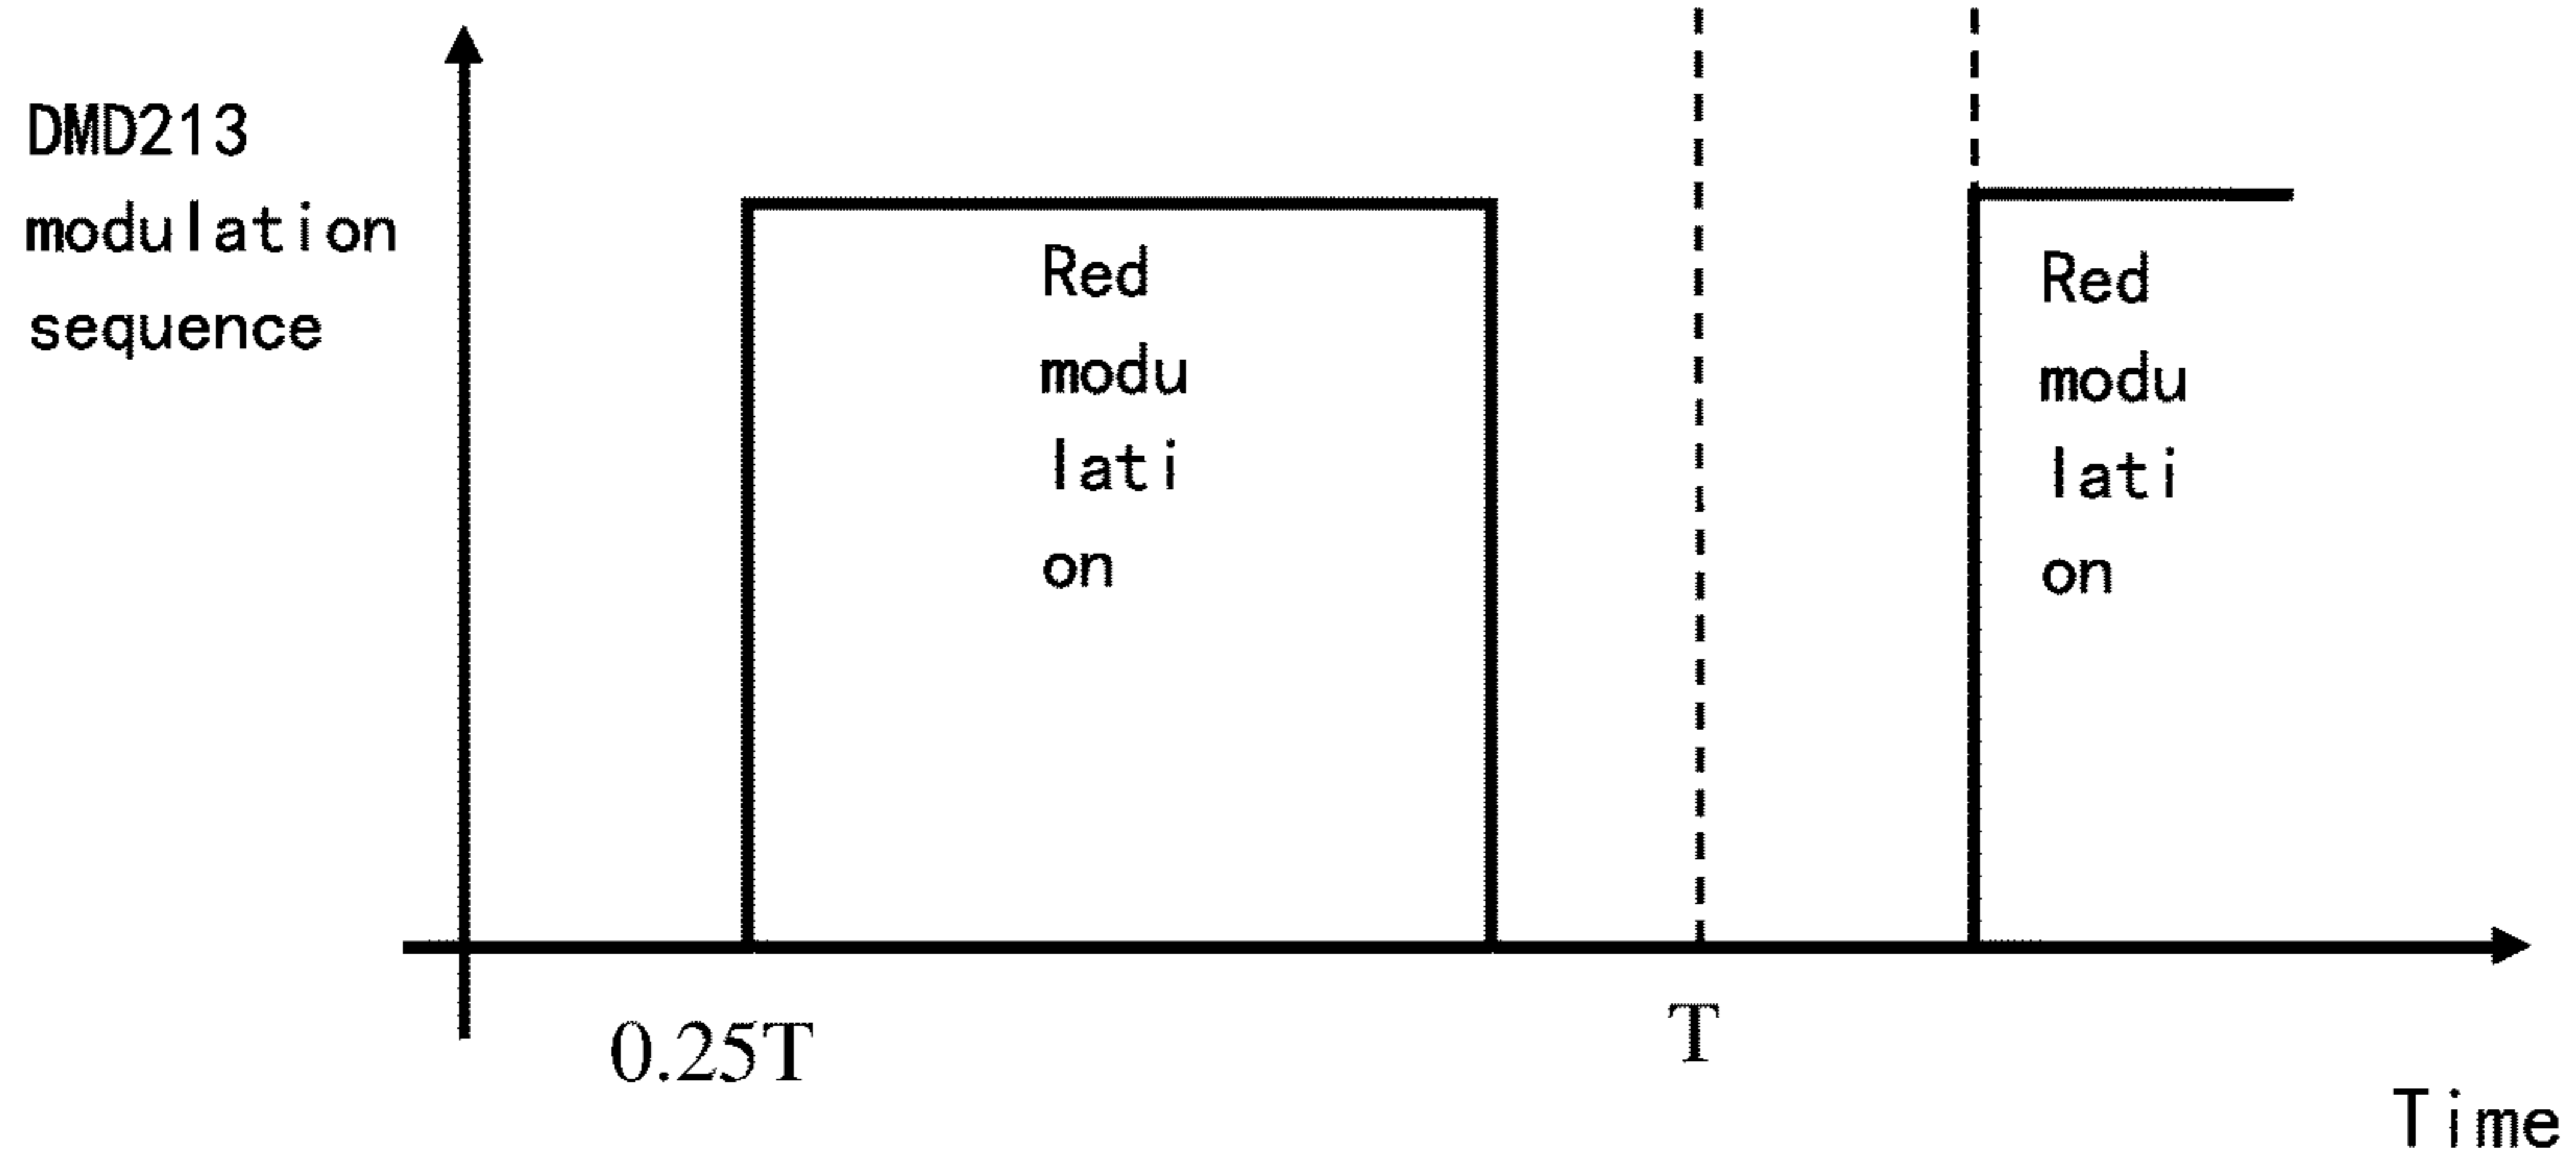 DMD213
modulation
sequence
Red
modu
lati
on
Red
modu
lati
on
0.25T
T
Time